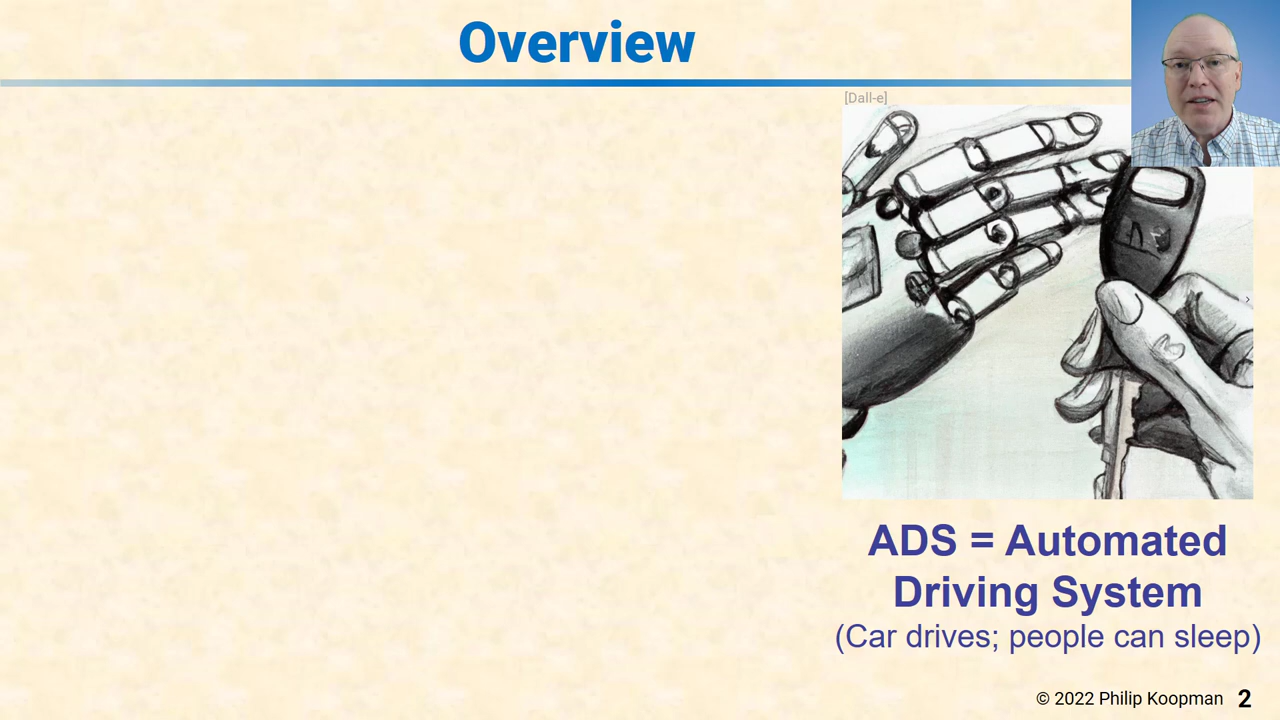 Overview
[Dall-e]
ADS = Automated
Driving System
(Car drives; people can sleep)
© 2022 Philip Koopman 2